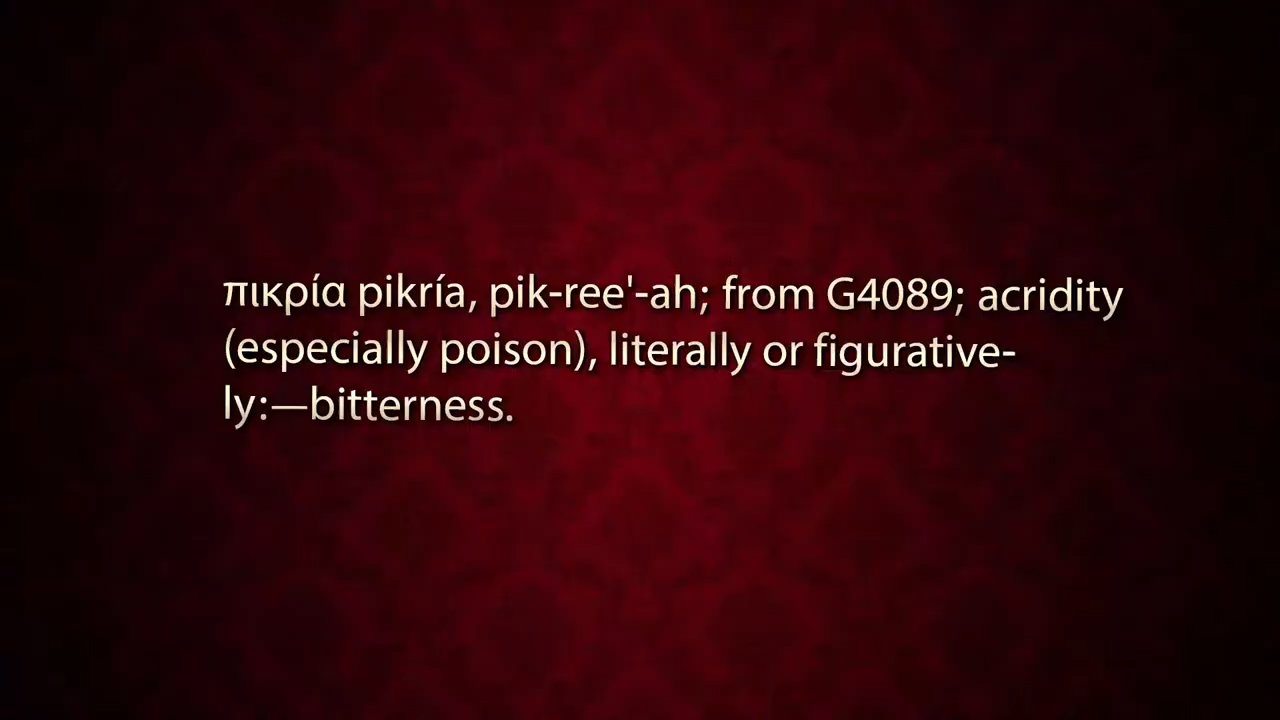 πικρία pikría, pik-ree'-ah; from G4089; acridity
(especially poison), literally or figurative-
ly:—bitterness.